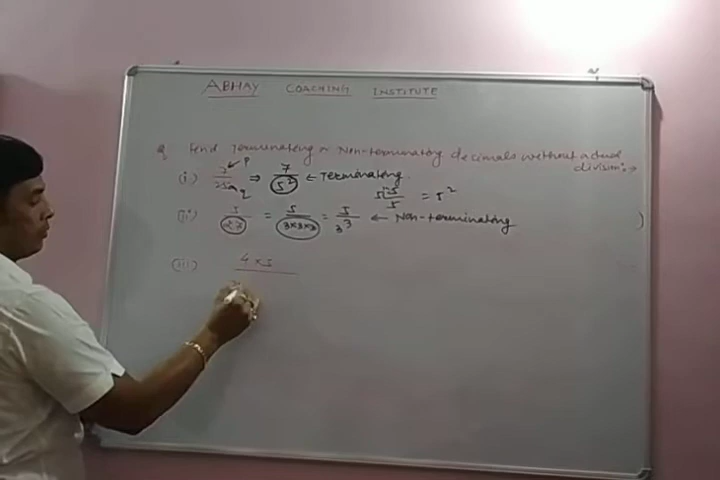 ABHAY COACHING INSTITUTE
Q Find Terminating or Non-terminating decimals without actual
division:→
(i) 7/25 ← p q ⇒ 7/5² ← Terminating. 5|25/5 = 5²
(ii) 5/27 = 5/3×3×3 = 5/3³ ← Non-terminating
(iii) 4×5